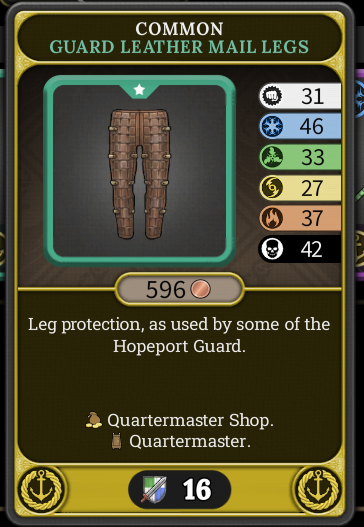 COMMON
GUARD LEATHER MAIL LEGS
31
46
33
27
37
42
596
Leg protection, as used by some of the
Hopeport Guard.
Quartermaster Shop.
Quartermaster.
16